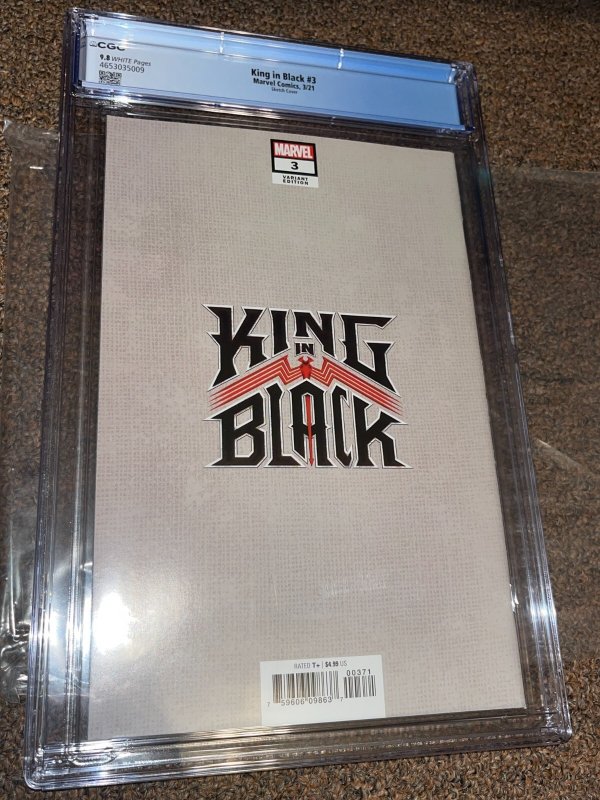 CGC
9.8 WHITE Pages
4653035009
King in Black #3
Marvel Comics, 3/21
Sketch Cover
MARVEL
3
VARIANT
EDITION
KING
IN
BLACK
RATED T+ $4.99 US
00371
7 59606 09863 7